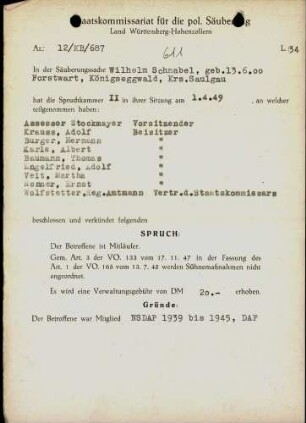 Staatskommissariat für die pol. Säuberung
Land Württemberg-Hohenzollern
Az.: 12/KB/687
611
L:34
In der Säuberungssache Wilhelm Schnabel, geb.13.6.00
Forstwart, Königseggwald, Krs.Saulgau
hat die Spruchkammer II in ihrer Sitzung am 1.4.49 , an welcher
teilgenommen haben:
Assessor Stockmayer Vorsitzender
Krauss, Adolf Beisitzer
Burger, Hermann "
Karle, Albert "
Baumann, Thomas "
Engelfried, Adolf "
Veit, Martha "
Ernst "
Wolfstetter, Reg.Amtmann Vertr.d.Staatskommissars
beschlossen und verkündet folgenden
SPRUCH:
Der Betroffene ist Mitläufer.
Gem. Art. 3 der VO. 133 vom 17. 11. 47 in der Fassung des
Art. 1 der VO. 165 vom 13. 7. 48 werden Sühnemaßnahmen nicht
angeordnet.
Es wird eine Verwaltungsgebühr von DM 20.- erhoben.
Gründe:
Der Betroffene war Mitglied NSDAP 1939 bis 1945, DAF